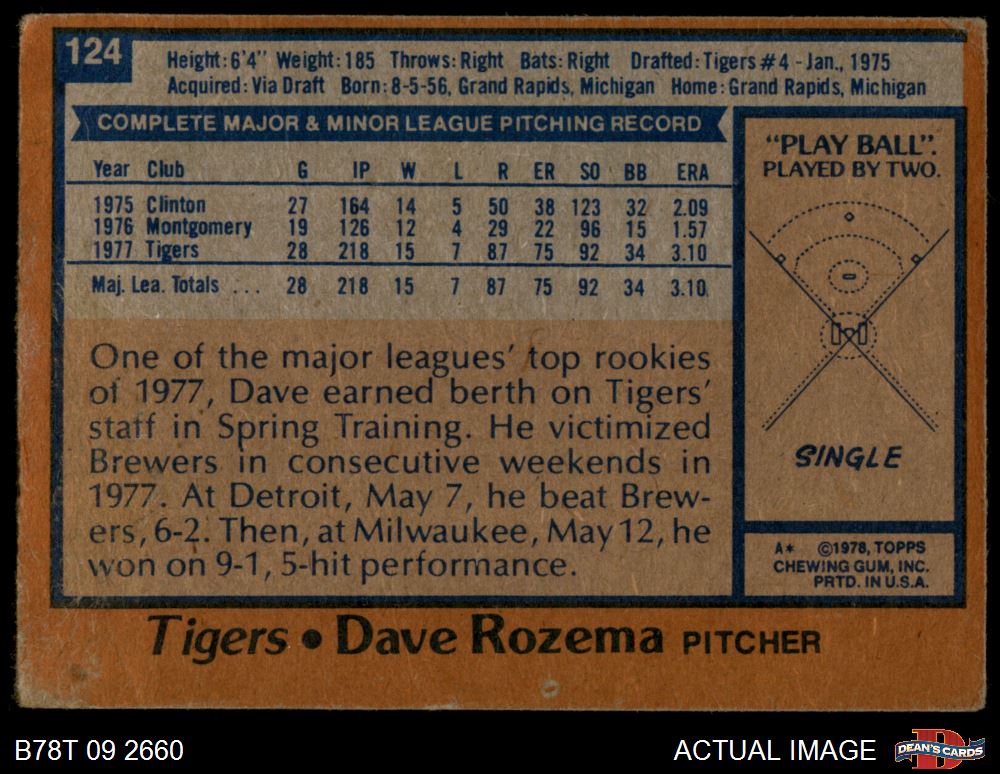 124
Height: 6'4" Weight: 185 Throws: Right Bats: Right Drafted: Tigers #4 - Jan., 1975
Acquired: Via Draft Born: 8-5-56, Grand Rapids, Michigan Home: Grand Rapids, Michigan
COMPLETE MAJOR & MINOR LEAGUE PITCHING RECORD
Year Club G IP W L R ER SO BB ERA
1975 Clinton 27 164 14 5 50 38 123 32 2.09
1976 Montgomery 19 126 12 4 29 22 96 15 1.57
1977 Tigers 28 218 15 7 87 75 92 34 3.10
Maj. Lea. Totals ... 28 218 15 7 87 75 92 34 3.10
One of the major leagues' top rookies
of 1977, Dave earned berth on Tigers'
staff in Spring Training. He victimized
Brewers in consecutive weekends in
1977. At Detroit, May 7, he beat Brew-
ers, 6-2. Then, at Milwaukee, May 12, he
won on 9-1, 5-hit performance.
"PLAY BALL".
PLAYED BY TWO.
SINGLE
A* ©1978, TOPPS
CHEWING GUM, INC.
PRTD. IN U.S.A.
Tigers • Dave Rozema PITCHER
B78T 09 2660
ACTUAL IMAGE
D
DEAN'S CARDS